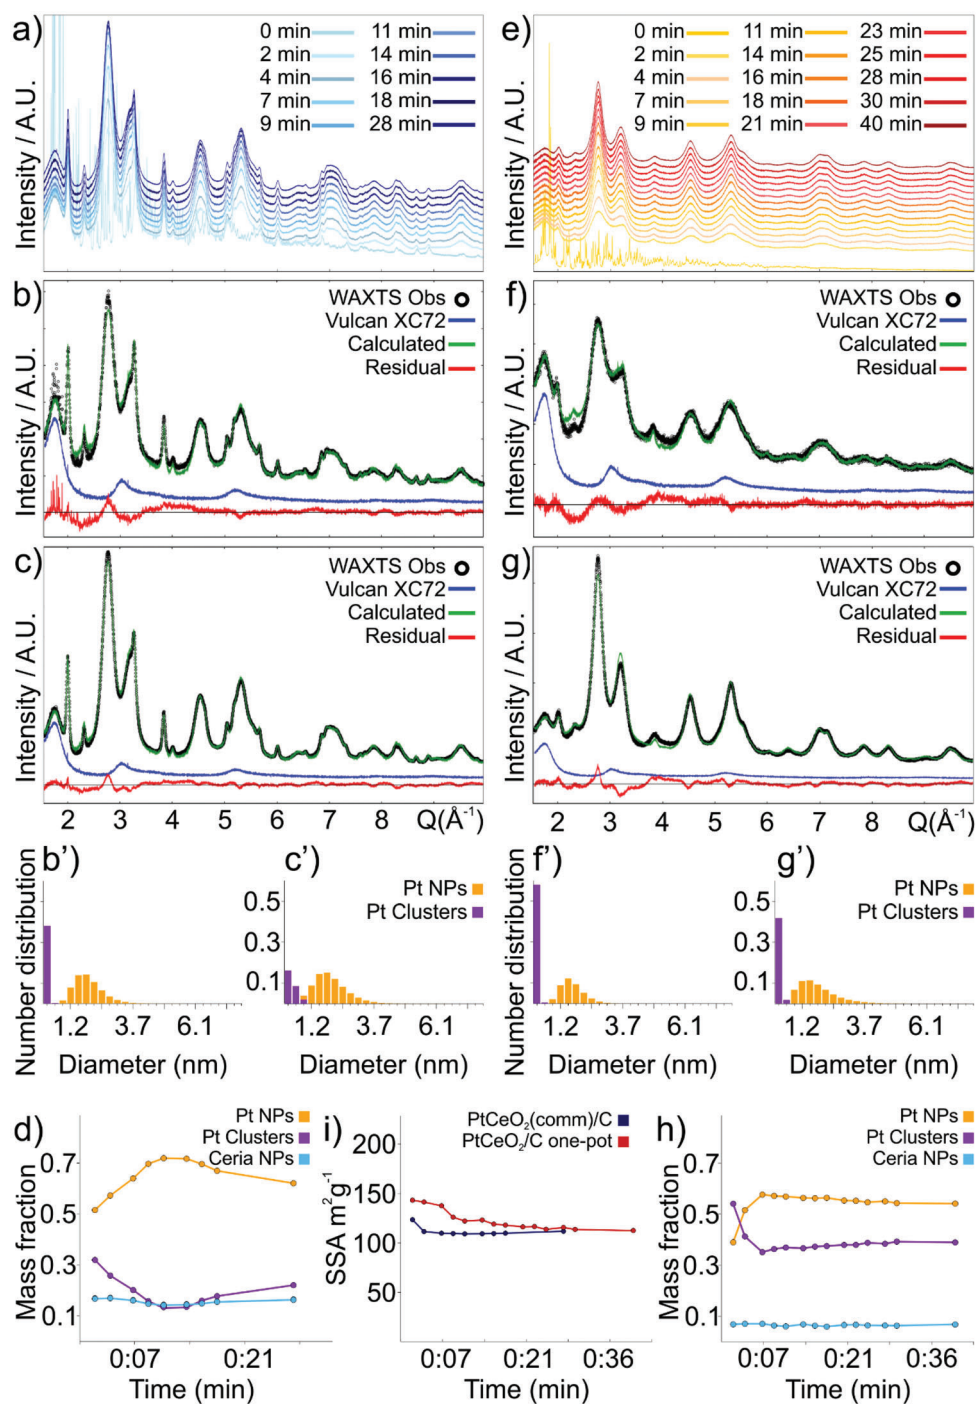 a)
Intensity / A.U.
0 min 11 min
2 min 14 min
4 min 16 min
7 min 18 min
9 min 28 min
e)
Intensity / A.U.
0 min 11 min 23 min
2 min 14 min 25 min
4 min 16 min 28 min
7 min 18 min 30 min
9 min 21 min 40 min
b)
Intensity / A.U.
WAXTS Obs
Vulcan XC72
Calculated
Residual
f)
Intensity / A.U.
WAXTS Obs
Vulcan XC72
Calculated
Residual
c)
Intensity / A.U.
WAXTS Obs
Vulcan XC72
Calculated
Residual
2 3 4 5 6 7 8 Q(Å-1)
g)
Intensity / A.U.
WAXTS Obs
Vulcan XC72
Calculated
Residual
2 3 4 5 6 7 8 Q(Å-1)
b')
Number distribution
1.2 3.7 6.1
Diameter (nm)
c')
Pt NPs
Pt Clusters
0.5
0.3
0.1
1.2 3.7 6.1
Diameter (nm)
f')
Number distribution
1.2 3.7 6.1
Diameter (nm)
g')
Pt NPs
Pt Clusters
0.5
0.3
0.1
1.2 3.7 6.1
Diameter (nm)
d)
Pt NPs
Pt Clusters
Ceria NPs
Mass fraction
0.7
0.5
0.3
0.1
0:07 0:21
Time (min)
i)
PtCeO2(comm)/C
PtCeO2/C one-pot
SSA m2g-1
200
150
100
50
0:07 0:21 0:36
Time (min)
h)
Pt NPs
Pt Clusters
Ceria NPs
Mass fraction
0.7
0.5
0.3
0.1
0:07 0:21 0:36
Time (min)